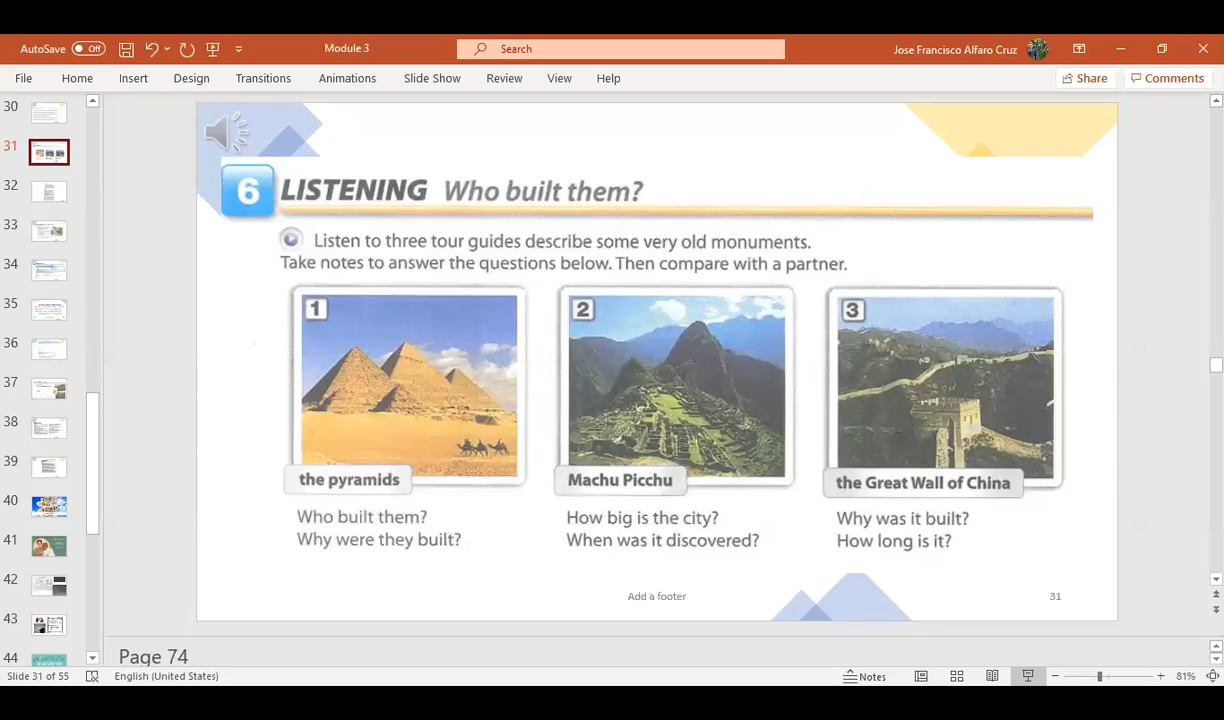 AutoSave Off Module 3 Search Jose Francisco Alfaro Cruz
File Home Insert Design Transitions Animations Slide Show Review View Help Share Comments
30
31
32
33
34
35
36
37
38
39
40
41
42
43
44
6 LISTENING Who built them?
Listen to three tour guides describe some very old monuments.
Take notes to answer the questions below. Then compare with a partner.
1
the pyramids
Who built them?
Why were they built?
2
Machu Picchu
How big is the city?
When was it discovered?
3
the Great Wall of China
Why was it built?
How long is it?
Add a footer 31
Page 74
Slide 31 of 55 English (United States) Notes 81%